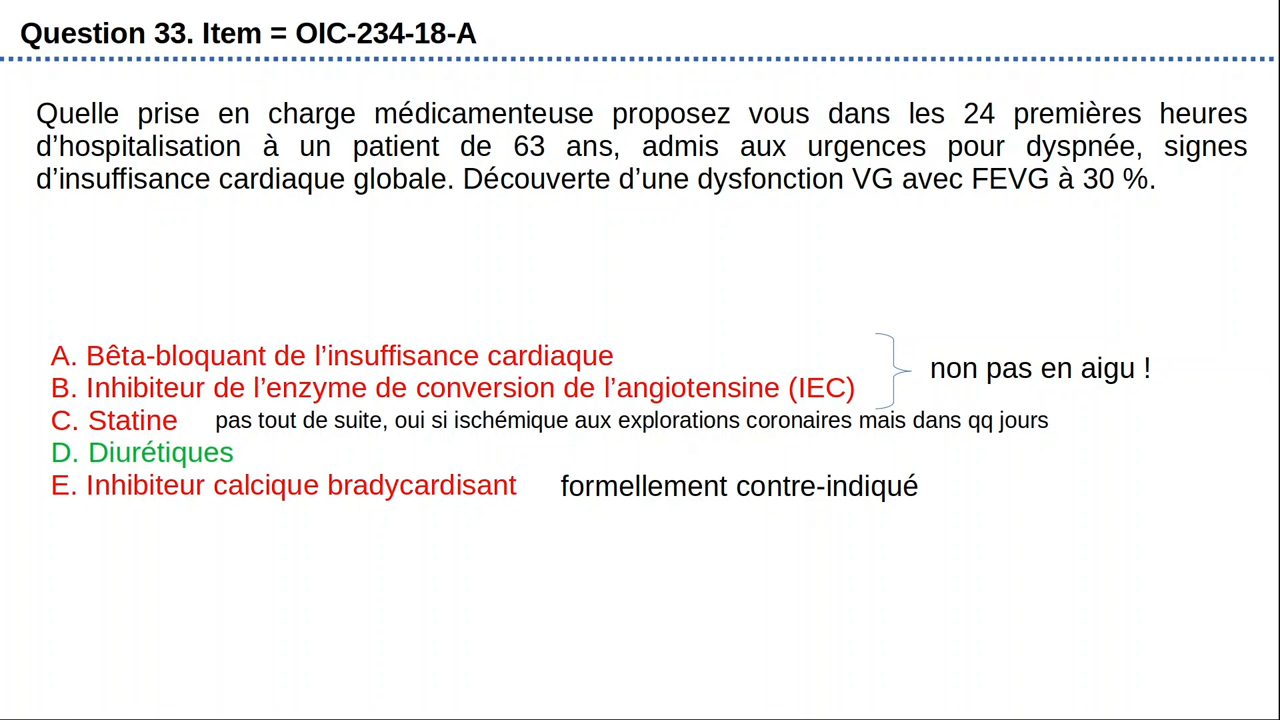 Question 33. Item = OIC-234-18-A
Quelle prise en charge médicamenteuse proposez vous dans les 24 premières heures
d’hospitalisation à un patient de 63 ans, admis aux urgences pour dyspnée, signes
d’insuffisance cardiaque globale. Découverte d’une dysfonction VG avec FEVG à 30 %.
A. Bêta-bloquant de l’insuffisance cardiaque
B. Inhibiteur de l’enzyme de conversion de l’angiotensine (IEC)
non pas en aigu !
C. Statine pas tout de suite, oui si ischémique aux explorations coronaires mais dans qq jours
D. Diurétiques
E. Inhibiteur calcique bradycardisant formellement contre-indiqué